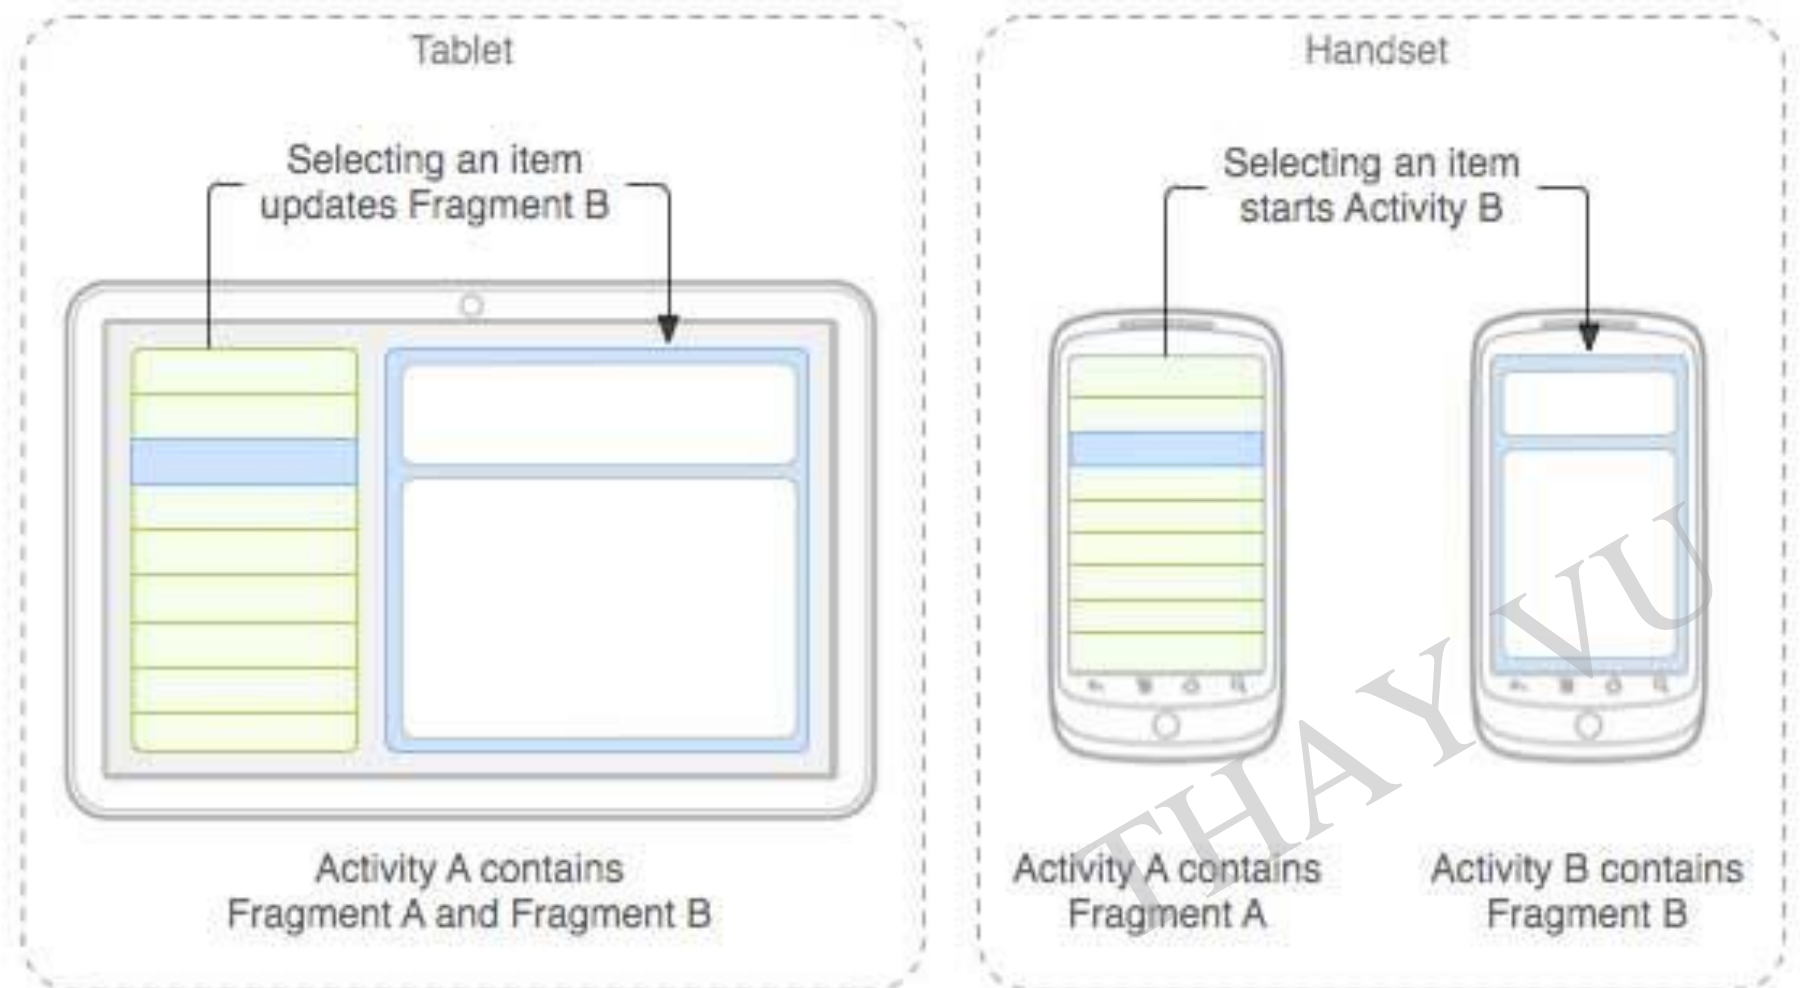 Tablet
Selecting an item
updates Fragment B
Activity A contains
Fragment A and Fragment B
Handset
Selecting an item
starts Activity B
Activity A contains
Fragment A
Activity B contains
Fragment B
THAY VU